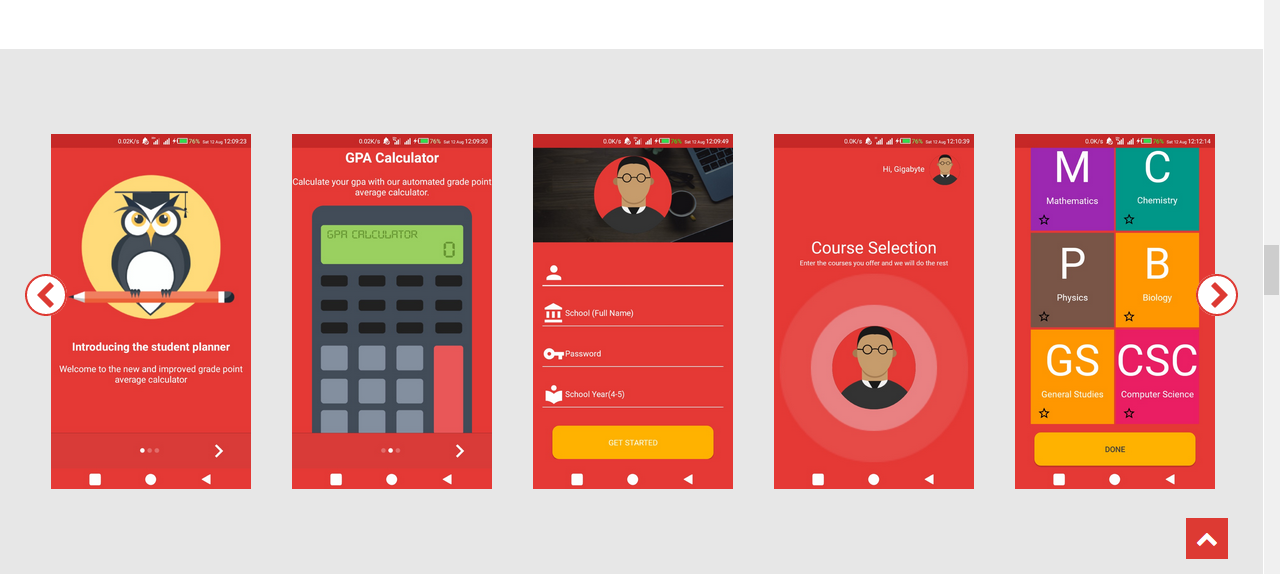 0.02K/s 76% Sat 12 Aug 12:09:23
Introducing the student planner
Welcome to the new and improved grade point
average calculator
0.02K/s 76% Sat 12 Aug 12:09:30
GPA Calculator
Calculate your gpa with our automated grade point
average calculator.
GPA CALCULATOR
0
0.0K/s 76% Sat 12 Aug 12:09:49
School (Full Name)
Password
School Year(4-5)
GET STARTED
0.0K/s 76% Sat 12 Aug 12:10:39
Hi, Gigabyte
Course Selection
Enter the courses you offer and we will do the rest
0.0K/s 76% Sat 12 Aug 12:12:14
M C
Mathematics Chemistry
P B
Physics Biology
GS CSC
General Studies Computer Science
DONE